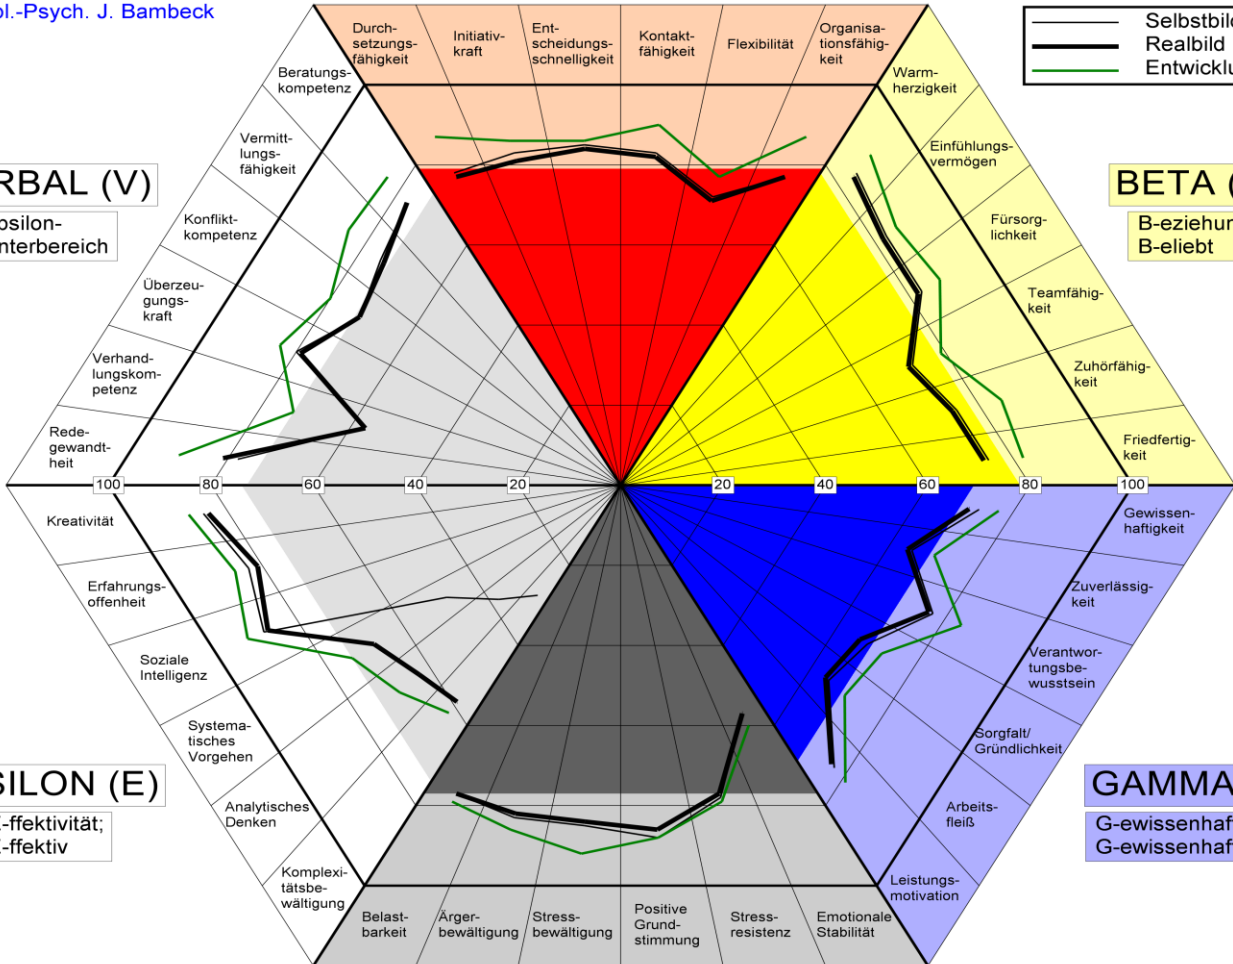 ol.-Psych. J. Bambeck
Durch-
setzungs-
fähigkeit
Initiativ-
kraft
Ent-
scheidungs-
schnelligkeit
Kontakt-
fähigkeit
Flexibilität
Organisa-
tionsfähig-
keit
Selbstbild
Realbild
Entwicklu
Beratungs-
kompetenz
Vermitt-
lungs-
fähigkeit
Konflikt-
kompetenz
Überzeu-
gungs-
kraft
Verhand-
lungskom-
petenz
Rede-
gewandt-
heit
Warm-
herzigkeit
Einfühlungs-
vermögen
Fürsorg-
lichkeit
Teamfähig-
keit
Zuhörfähig-
keit
Friedfertig-
keit
RBAL (V)
psilon-
nterbereich
BETA (
B-eziehun
B-eliebt
100 80 60 40 20 20 40 60 80 100
Kreativität
Erfahrungs-
offenheit
Soziale
Intelligenz
Systema-
tisches
Vorgehen
Analytisches
Denken
Komplexi-
tätsbe-
wältigung
Gewissen-
haftigkeit
Zuverlässig-
keit
Verantwor-
tungsbe-
wusstsein
Sorgfalt/
Gründlichkeit
Arbeits-
fleiß
Leistungs-
motivation
SILON (E)
E-ffektivität;
E-ffektiv
GAMMA
G-ewissenhaf
G-ewissenhaf
Belast-
barkeit
Ärger-
bewältigung
Stress-
bewältigung
Positive
Grund-
stimmung
Stress-
resistenz
Emotionale
Stabilität